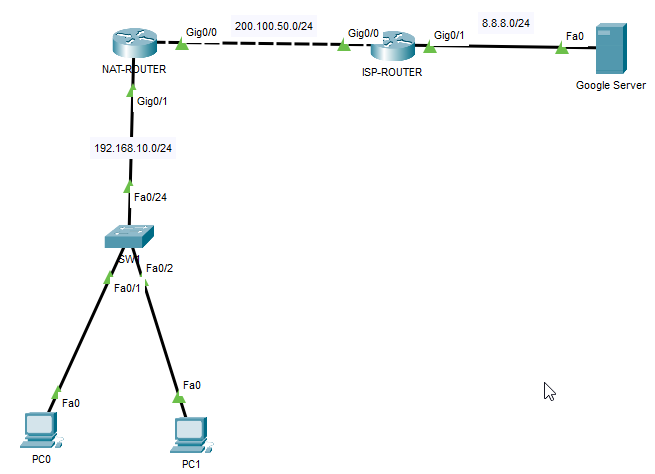 Gig0/0
200.100.50.0/24
Gig0/0
8.8.8.0/24
Gig0/1
Fa0
NAT-ROUTER
ISP-ROUTER
Google Server
Gig0/1
192.168.10.0/24
Fa0/24
SW1
Fa0/2
Fa0/1
Fa0
Fa0
PC0
PC1